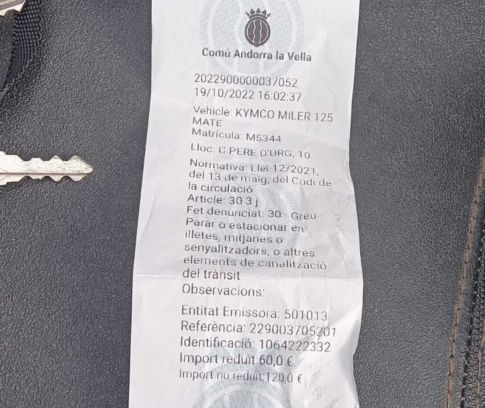 Comú Andorra la Vella
202290000037052
19/10/2022 16:02:37
Vehicle: KYMCO MILER 125
MATE
Matrícula: M5344
Lloc: C PERE D'URG, 10
Normativa: Llei 12/2021,
del 13 de maig, del Codi de
la circulació
Article: 30 3 j
Fet denunciat: 30 - Greu -
Parar o estacionar en
illetes, mitjanes o
senyalitzadors, o altres
elements de canalització
del trànsit
Observacions:
Entitat Emissora: 501013
Referència: 229003705201
Identificació: 1064222332
Import reduït 60,0 €
Import no reduït 120,0 €